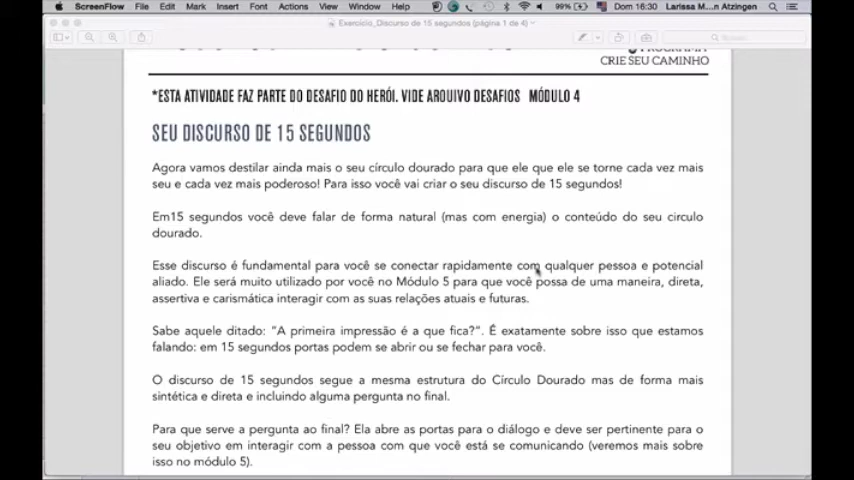 ScreenFlow File Edit Mark Insert Font Actions View Window Help 99% Dom 16:30 Larissa M...n Atzingen
Exercício_Discurso de 15 segundos (página 1 de 4)
PROGRAMA
CRIE SEU CAMINHO
*ESTA ATIVIDADE FAZ PARTE DO DESAFIO DO HERÓI. VIDE ARQUIVO DESAFIOS MÓDULO 4
SEU DISCURSO DE 15 SEGUNDOS
Agora vamos destilar ainda mais o seu círculo dourado para que ele que ele se torne cada vez mais
seu e cada vez mais poderoso! Para isso você vai criar o seu discurso de 15 segundos!
Em15 segundos você deve falar de forma natural (mas com energia) o conteúdo do seu circulo
dourado.
Esse discurso é fundamental para você se conectar rapidamente com qualquer pessoa e potencial
aliado. Ele será muito utilizado por você no Módulo 5 para que você possa de uma maneira, direta,
assertiva e carismática interagir com as suas relações atuais e futuras.
Sabe aquele ditado: "A primeira impressão é a que fica?". É exatamente sobre isso que estamos
falando: em 15 segundos portas podem se abrir ou se fechar para você.
O discurso de 15 segundos segue a mesma estrutura do Círculo Dourado mas de forma mais
sintética e direta e incluindo alguma pergunta no final.
Para que serve a pergunta ao final? Ela abre as portas para o diálogo e deve ser pertinente para o
seu objetivo em interagir com a pessoa com que você está se comunicando (veremos mais sobre
isso no módulo 5).